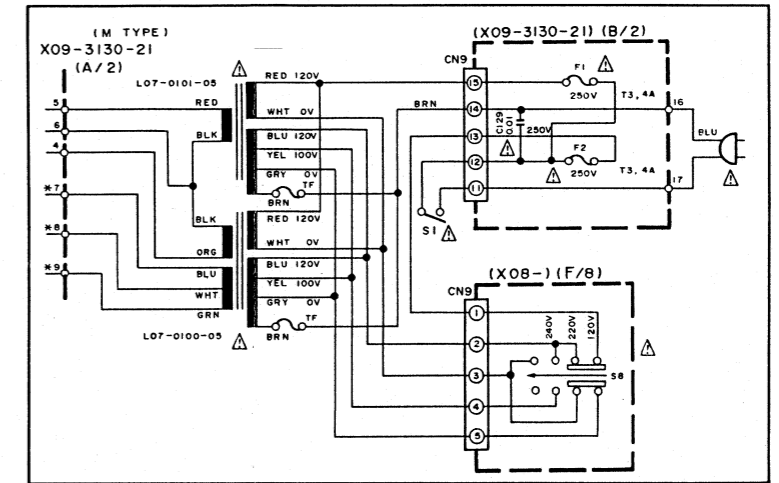 (M TYPE)
X09-3130-21
(A/2)
L07-0101-05
RED 120V
WHT 0V
BLU 120V
YEL 100V
GRY 0V
TF
BRN
RED 120V
WHT 0V
BLU 120V
YEL 100V
GRY 0V
TF
BRN
5
6
4
*7
*8
*9
RED
BLK
BLK
ORG
BLU
WHT
GRN
L07-0100-05
(X09-3130-21) (B/2)
CN9
BRN
15
14
13
12
11
F1
250V
T3,4A
C129
0.01
250V
F2
250V
T3,4A
16
17
BLU
S1
(X08-) (F/8)
CN9
1
2
3
4
5
240V
220V
120V
S8